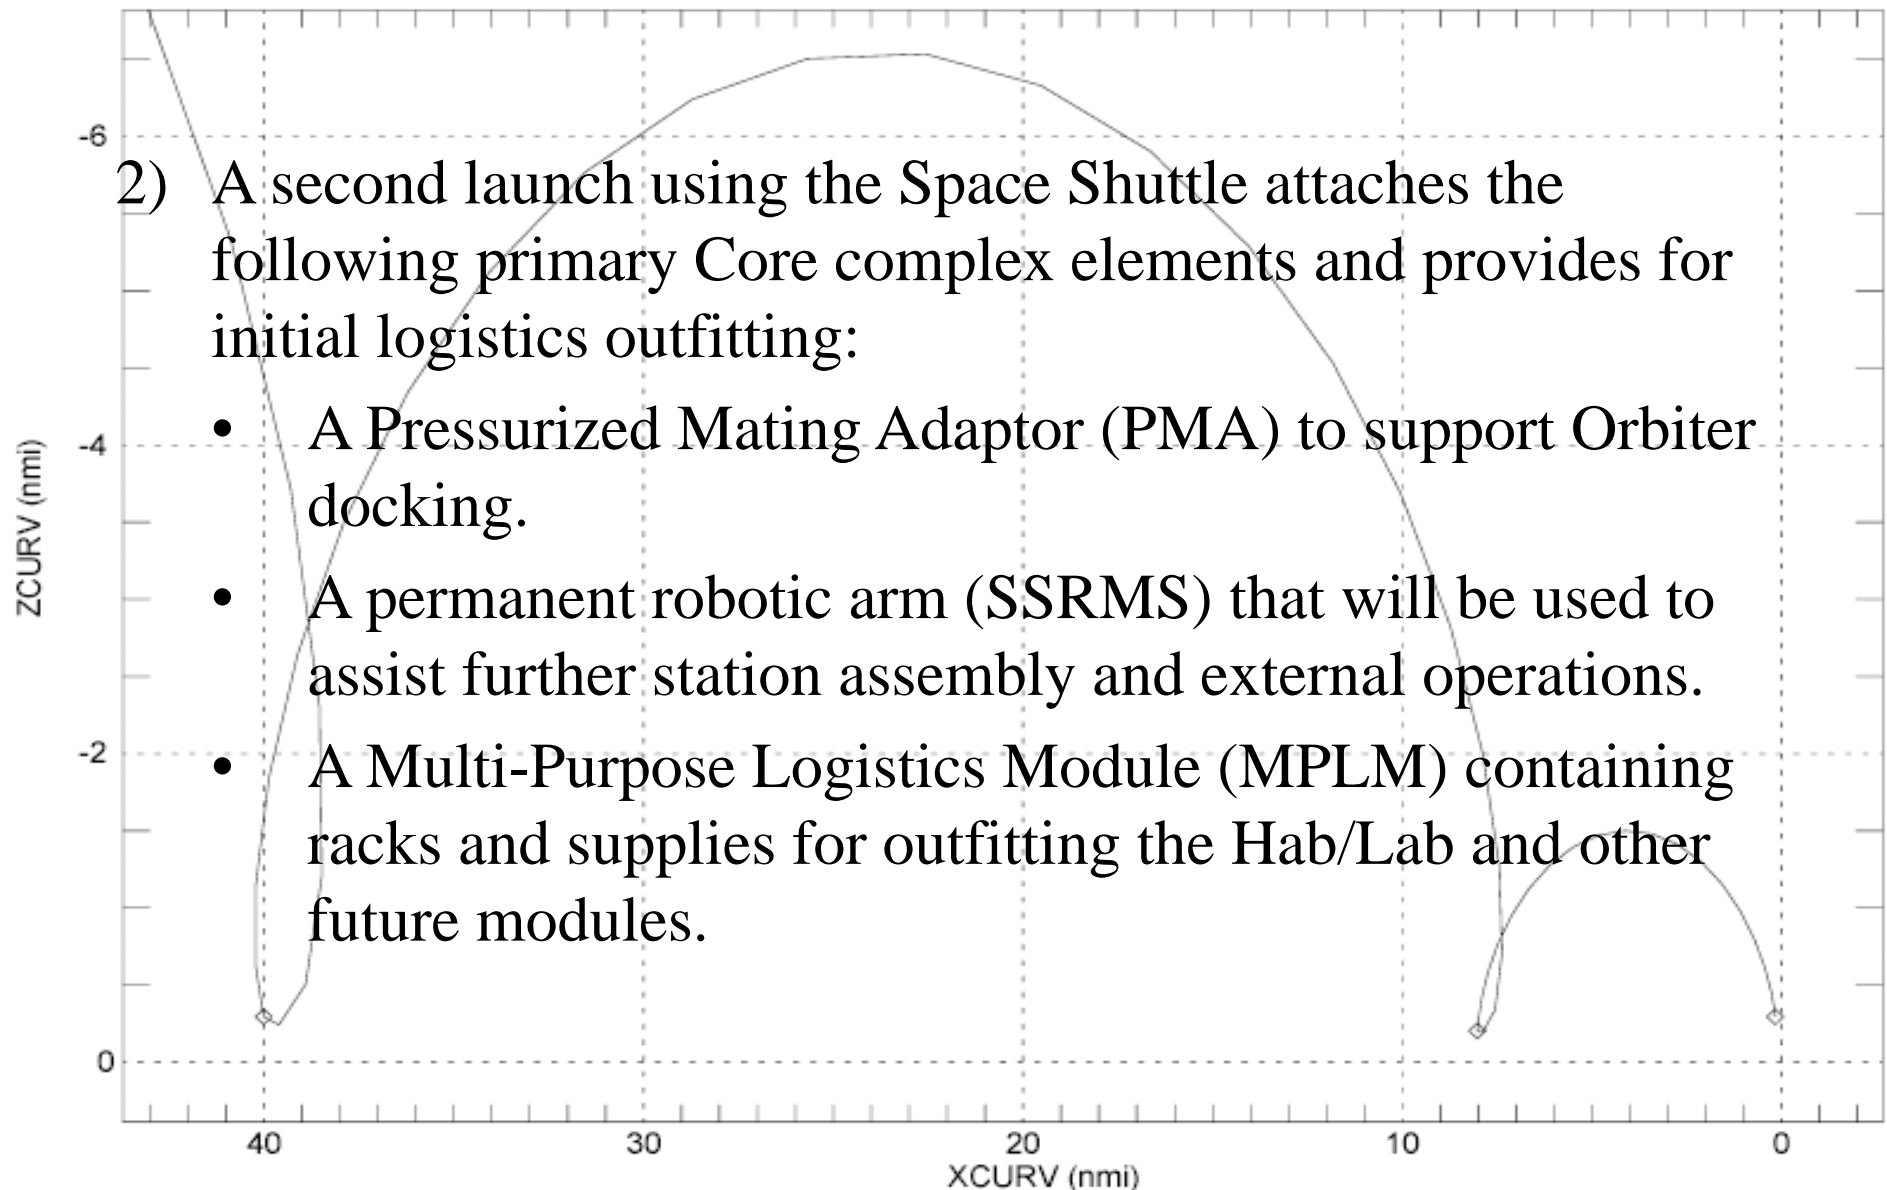 -6
2) A second launch using the Space Shuttle attaches the
following primary Core complex elements and provides for
initial logistics outfitting:
• A Pressurized Mating Adaptor (PMA) to support Orbiter
docking.
• A permanent robotic arm (SSRMS) that will be used to
assist further station assembly and external operations.
• A Multi-Purpose Logistics Module (MPLM) containing
racks and supplies for outfitting the Hab/Lab and other
future modules.
ZCURV (nmi)
-4
-2
0
40 30 20 10 0
XCURV (nmi)